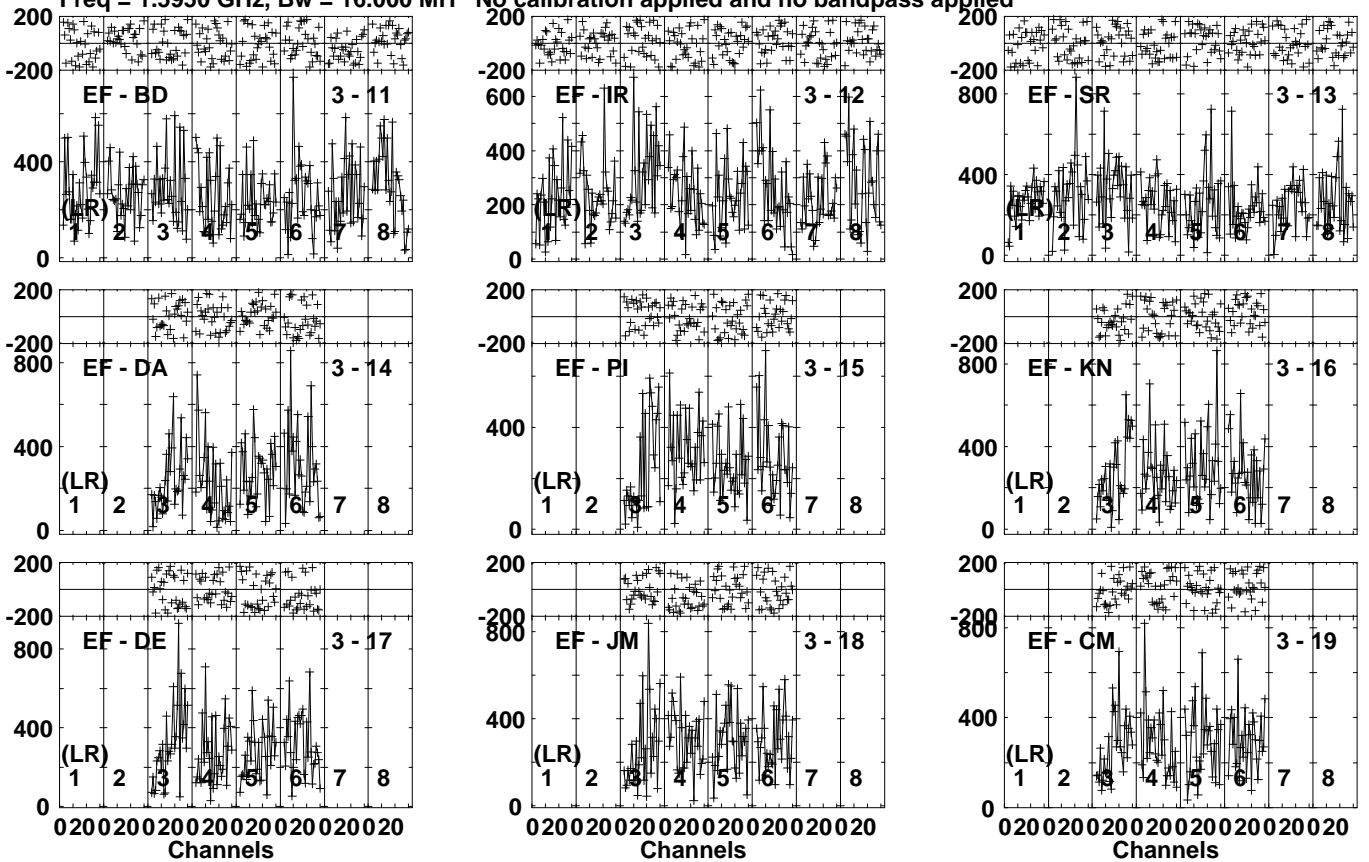 Freq = 1.5950 GHz, Bw = 16.000 MH No calibration applied and no bandpass applied
200 200 200
-200 -200 -200
EF - BD 3 - 11 EF - IR 3 - 12 EF - SR 3 - 13
600 800
400 400 400
200
(LR) (LR) (LR)
1 2 3 4 5 6 7 8 1 2 3 4 5 6 7 8 1 2 3 4 5 6 7 8
0 0 0
200 200 200
-200 -200 -200
800 800
EF - DA 3 - 14 EF - PI 3 - 15 EF - KN 3 - 16
400 400 400
(LR) (LR) (LR)
1 2 3 4 5 6 7 8 1 2 3 4 5 6 7 8 1 2 3 4 5 6 7 8
0 0 0
200 200 200
-200 -200 -200
800 800 800
EF - DE 3 - 17 EF - JM 3 - 18 EF - CM 3 - 19
400 400 400
(LR) (LR) (LR)
1 2 3 4 5 6 7 8 1 2 3 4 5 6 7 8 1 2 3 4 5 6 7 8
0 0 0
0 20 0 20 0 20 0 20 0 20 0 20 0 20 0 20 0 20 0 20 0 20 0 20 0 20 0 20 0 20 0 20 0 20 0 20 0 20 0 20 0 20 0 20 0 20 0 20
Channels Channels Channels